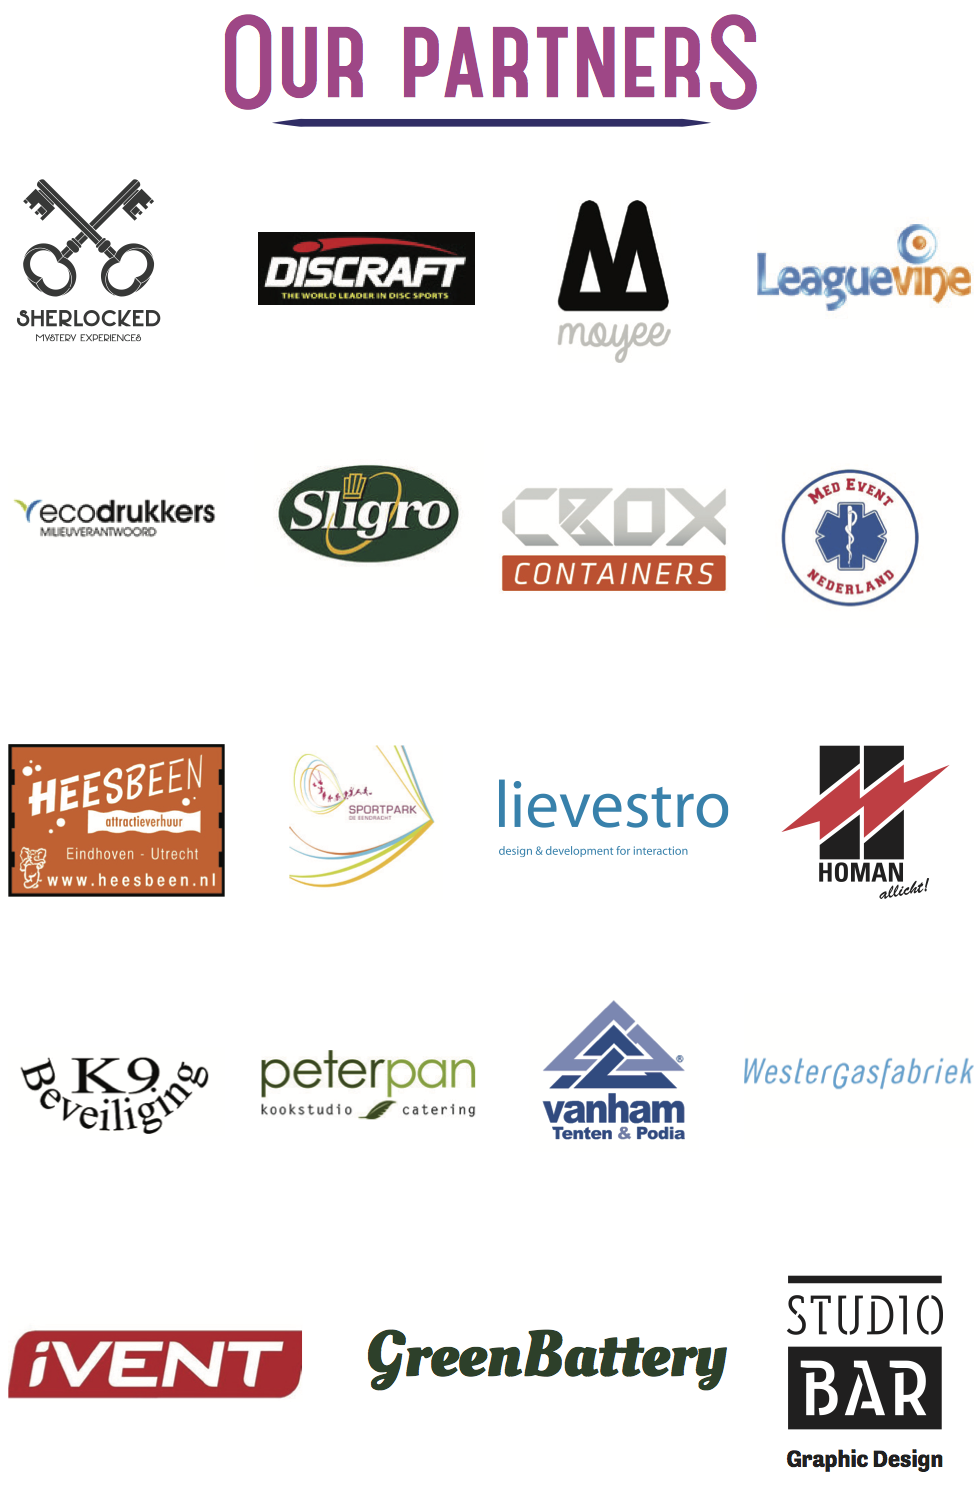 OUR PARTNERS
SHERLOCKED
MYSTERY EXPERIENCES
DISCRAFT
THE WORLD LEADER IN DISC SPORTS
moyee
Leaguevine
ecodrukkers
MILIEUVERANTWOORD
Sligro
CBOX
CONTAINERS
MED EVENT
NEDERLAND
HEESBEEN
attractieverhuur
Eindhoven - Utrecht
www.heesbeen.nl
SPORTPARK
DE EENDRACHT
lievestro
design & development for interaction
HOMAN
allicht!
K9
Beveiliging
peterpan
kookstudio catering
vanham
Tenten & Podia
WesterGasfabriek
iVENT
GreenBattery
STUDIO
BAR
Graphic Design